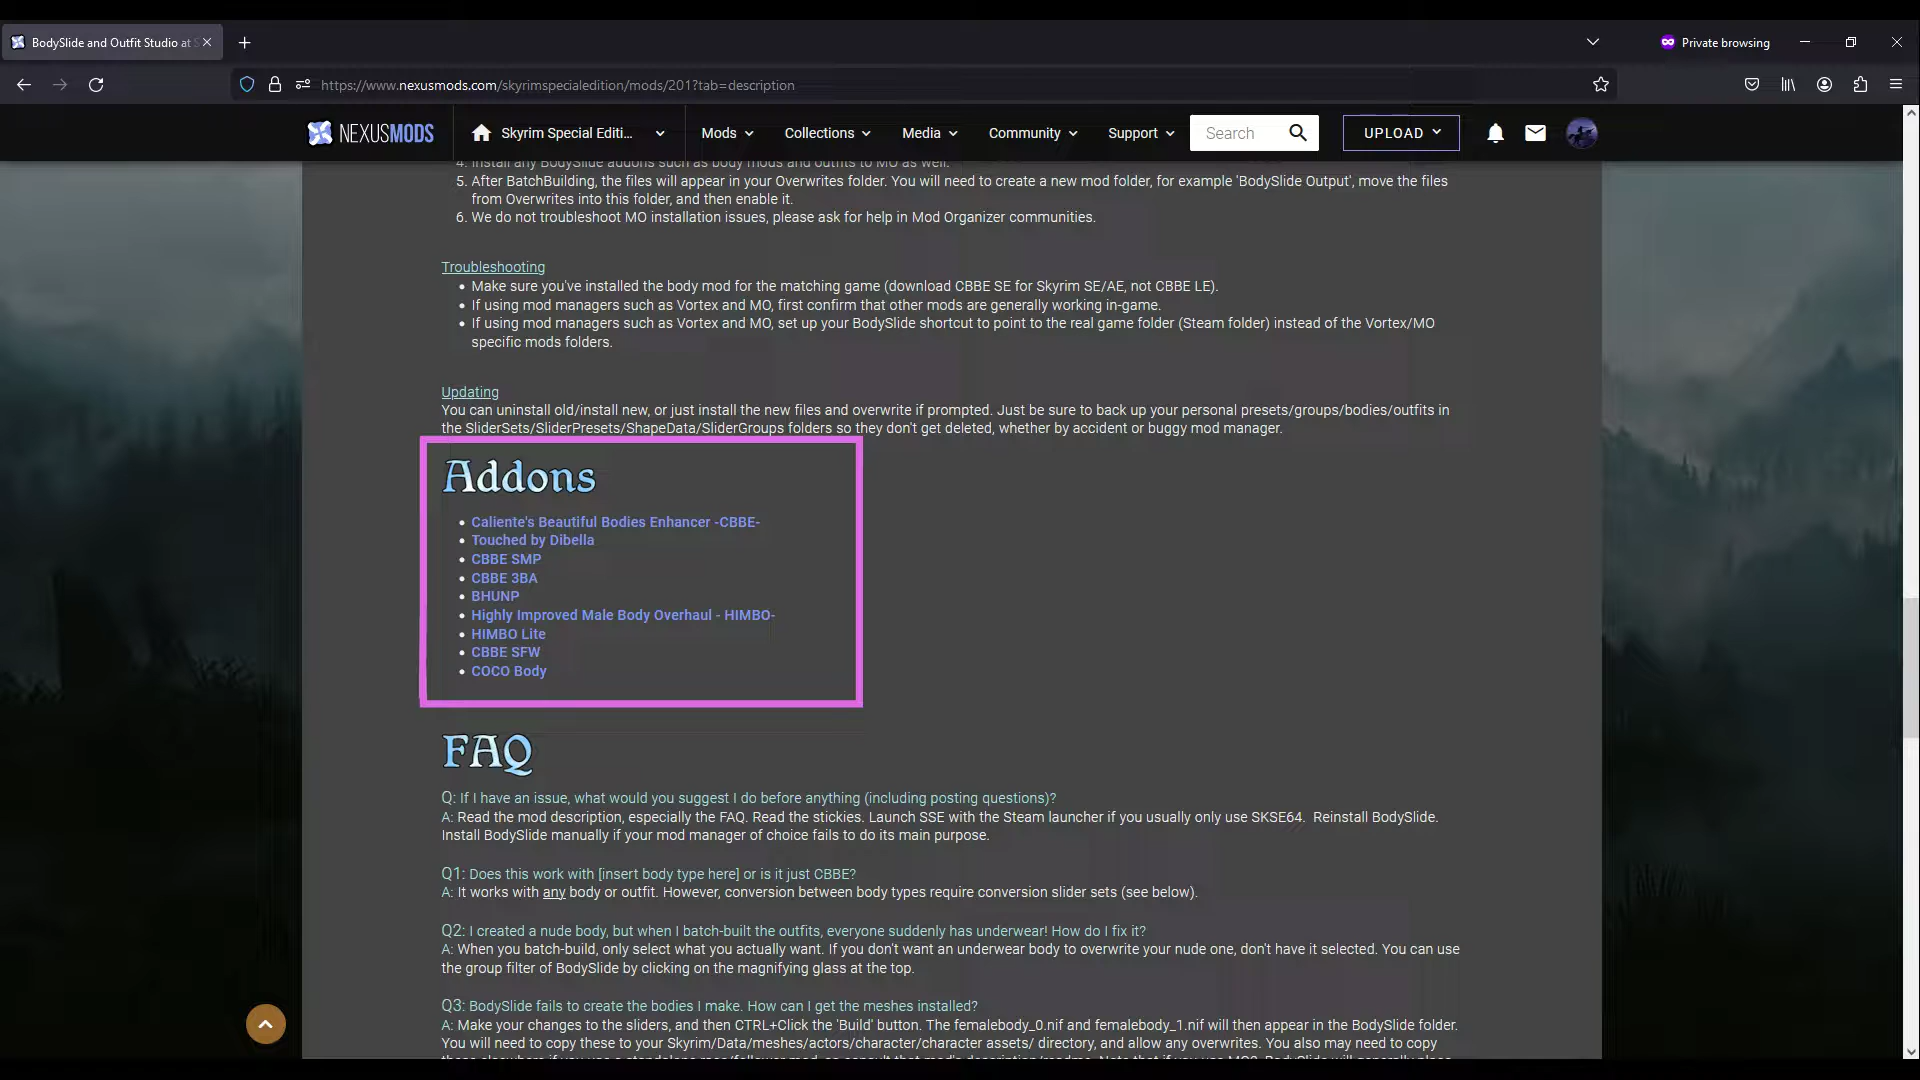 BodySlide and Outfit Studio at S
Private browsing
https://www.nexusmods.com/skyrimspecialedition/mods/201?tab=description
NEXUSMODS
Skyrim Special Editi...
Mods
Collections
Media
Community
Support
Search
UPLOAD
4. Install any BodySlide addons such as body mods and outfits to MO as well.
5. After BatchBuilding, the files will appear in your Overwrites folder. You will need to create a new mod folder, for example 'BodySlide Output', move the files
from Overwrites into this folder, and then enable it.
6. We do not troubleshoot MO installation issues, please ask for help in Mod Organizer communities.
Troubleshooting
• Make sure you've installed the body mod for the matching game (download CBBE SE for Skyrim SE/AE, not CBBE LE).
• If using mod managers such as Vortex and MO, first confirm that other mods are generally working in-game.
• If using mod managers such as Vortex and MO, set up your BodySlide shortcut to point to the real game folder (Steam folder) instead of the Vortex/MO
specific mods folders.
Updating
You can uninstall old/install new, or just install the new files and overwrite if prompted. Just be sure to back up your personal presets/groups/bodies/outfits in
the SliderSets/SliderPresets/ShapeData/SliderGroups folders so they don't get deleted, whether by accident or buggy mod manager.
Addons
• Caliente's Beautiful Bodies Enhancer -CBBE-
• Touched by Dibella
• CBBE SMP
• CBBE 3BA
• BHUNP
• Highly Improved Male Body Overhaul - HIMBO-
• HIMBO Lite
• CBBE SFW
• COCO Body
FAQ
Q: If I have an issue, what would you suggest I do before anything (including posting questions)?
A: Read the mod description, especially the FAQ. Read the stickies. Launch SSE with the Steam launcher if you usually only use SKSE64. Reinstall BodySlide.
Install BodySlide manually if your mod manager of choice fails to do its main purpose.
Q1: Does this work with [insert body type here] or is it just CBBE?
A: It works with any body or outfit. However, conversion between body types require conversion slider sets (see below).
Q2: I created a nude body, but when I batch-built the outfits, everyone suddenly has underwear! How do I fix it?
A: When you batch-build, only select what you actually want. If you don't want an underwear body to overwrite your nude one, don't have it selected. You can use
the group filter of BodySlide by clicking on the magnifying glass at the top.
Q3: BodySlide fails to create the bodies I make. How can I get the meshes installed?
A: Make your changes to the sliders, and then CTRL+Click the 'Build' button. The femalebody_0.nif and femalebody_1.nif will then appear in the BodySlide folder.
You will need to copy these to your Skyrim/Data/meshes/actors/character/character assets/ directory, and allow any overwrites. You also may need to copy